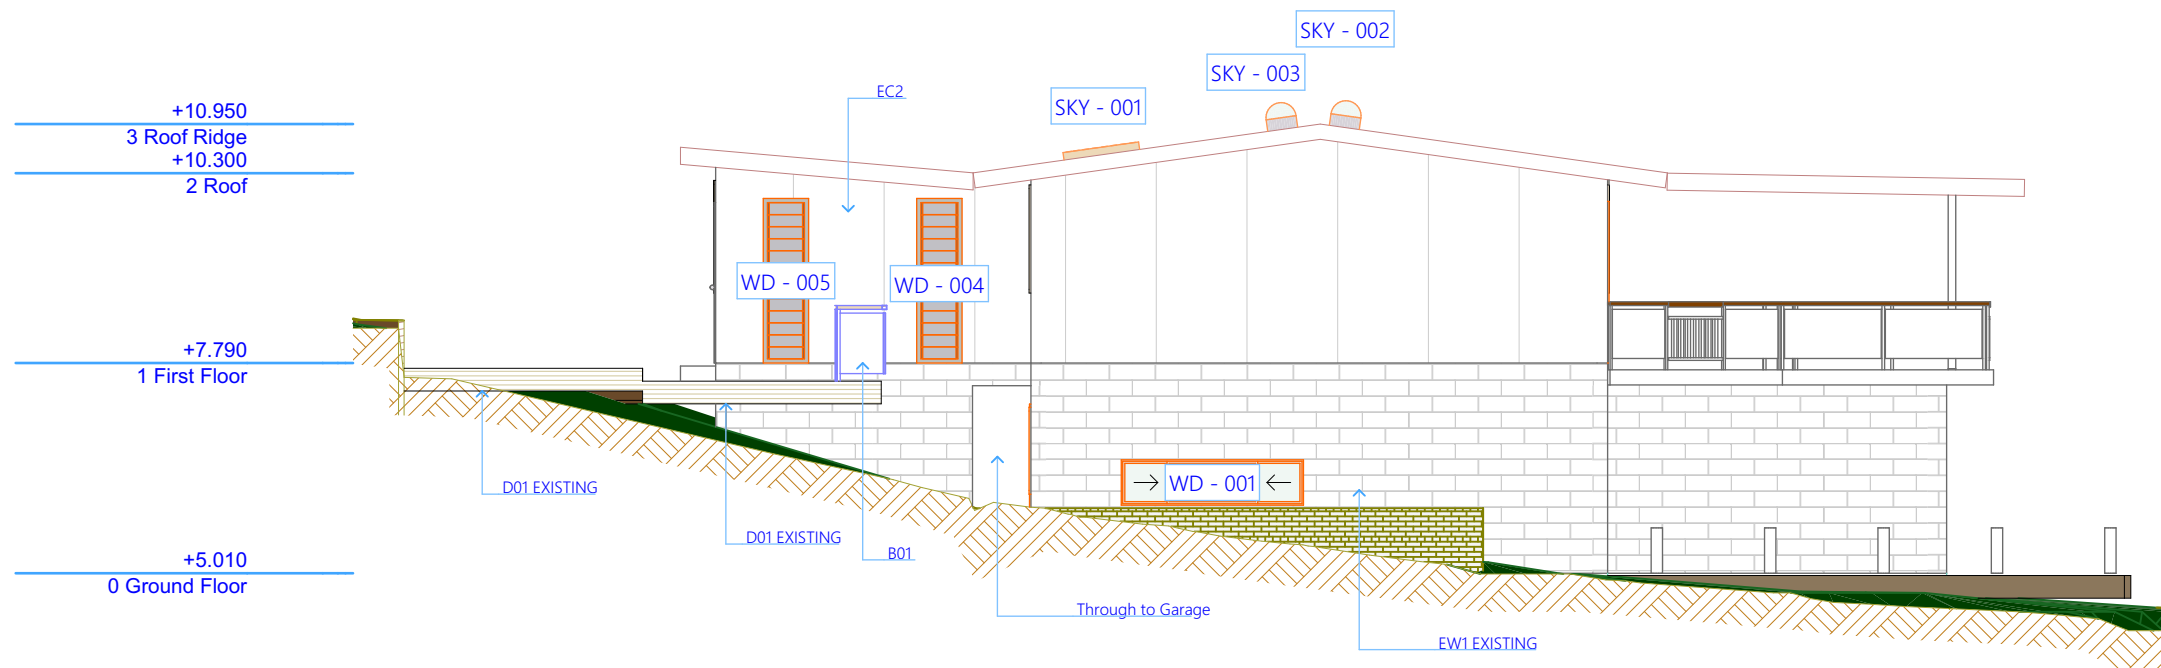 SKY - 002
SKY - 003
EC2
SKY - 001
+10.950
3 Roof Ridge
+10.300
2 Roof
WD - 005
WD - 004
+7.790
1 First Floor
WD - 001
D01 EXISTING
D01 EXISTING
B01
+5.010
0 Ground Floor
Through to Garage
EW1 EXISTING